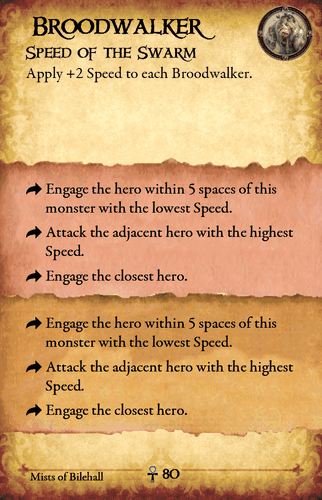 Broodwalker
Speed of the Swarm
Apply +2 Speed to each Broodwalker.
Engage the hero within 5 spaces of this
monster with the lowest Speed.
Attack the adjacent hero with the highest
Speed.
Engage the closest hero.
Engage the hero within 5 spaces of this
monster with the lowest Speed.
Attack the adjacent hero with the highest
Speed.
Engage the closest hero.
Mists of Bilehall
80